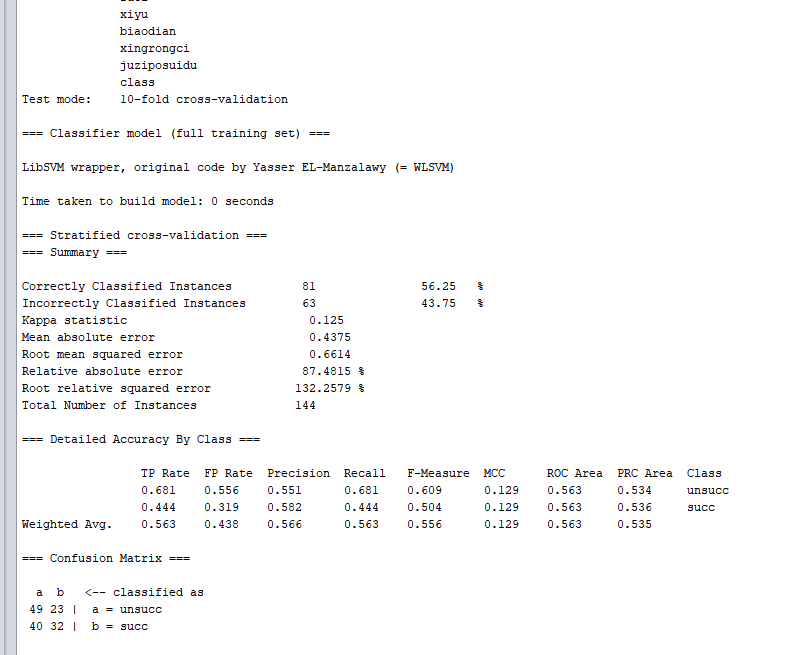 xiyu
biaodian
xingrongci
juziposuidu
class
Test mode: 10-fold cross-validation
=== Classifier model (full training set) ===
LibSVM wrapper, original code by Yasser EL-Manzalawy (= WLSVM)
Time taken to build model: 0 seconds
=== Stratified cross-validation ===
=== Summary ===
Correctly Classified Instances 81 56.25 %
Incorrectly Classified Instances 63 43.75 %
Kappa statistic 0.125
Mean absolute error 0.4375
Root mean squared error 0.6614
Relative absolute error 87.4815 %
Root relative squared error 132.2579 %
Total Number of Instances 144
=== Detailed Accuracy By Class ===
TP Rate FP Rate Precision Recall F-Measure MCC ROC Area PRC Area Class
0.681 0.556 0.551 0.681 0.609 0.129 0.563 0.534 unsucc
0.444 0.319 0.582 0.444 0.504 0.129 0.563 0.536 succ
Weighted Avg. 0.563 0.438 0.566 0.563 0.556 0.129 0.563 0.535
=== Confusion Matrix ===
a b <-- classified as
49 23 | a = unsucc
40 32 | b = succ